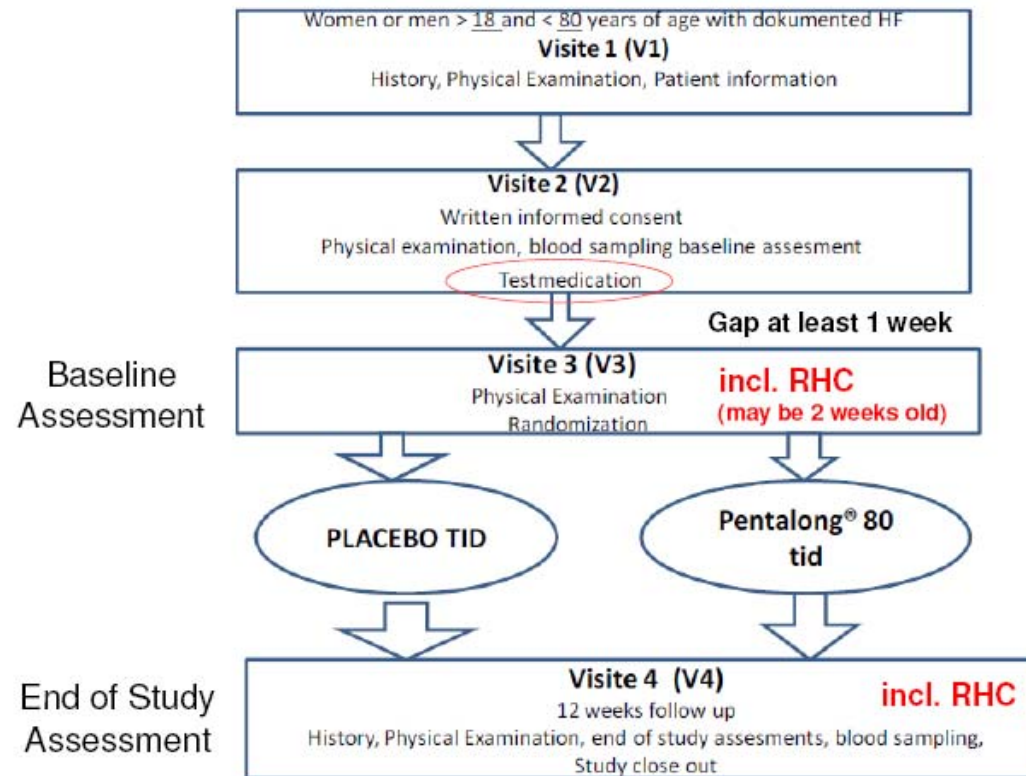 Women or men > 18 and < 80 years of age with dokumented HF
Visite 1 (V1)
History, Physical Examination, Patient information
Visite 2 (V2)
Written informed consent
Physical examination, blood sampling baseline assesment
Testmedication
Gap at least 1 week
Baseline
Assessment
Visite 3 (V3)
Physical Examination
Randomization
incl. RHC
(may be 2 weeks old)
PLACEBO TID
Pentalong® 80
tid
End of Study
Assessment
Visite 4 (V4)
12 weeks follow up
History, Physical Examination, end of study assesments, blood sampling,
Study close out
incl. RHC